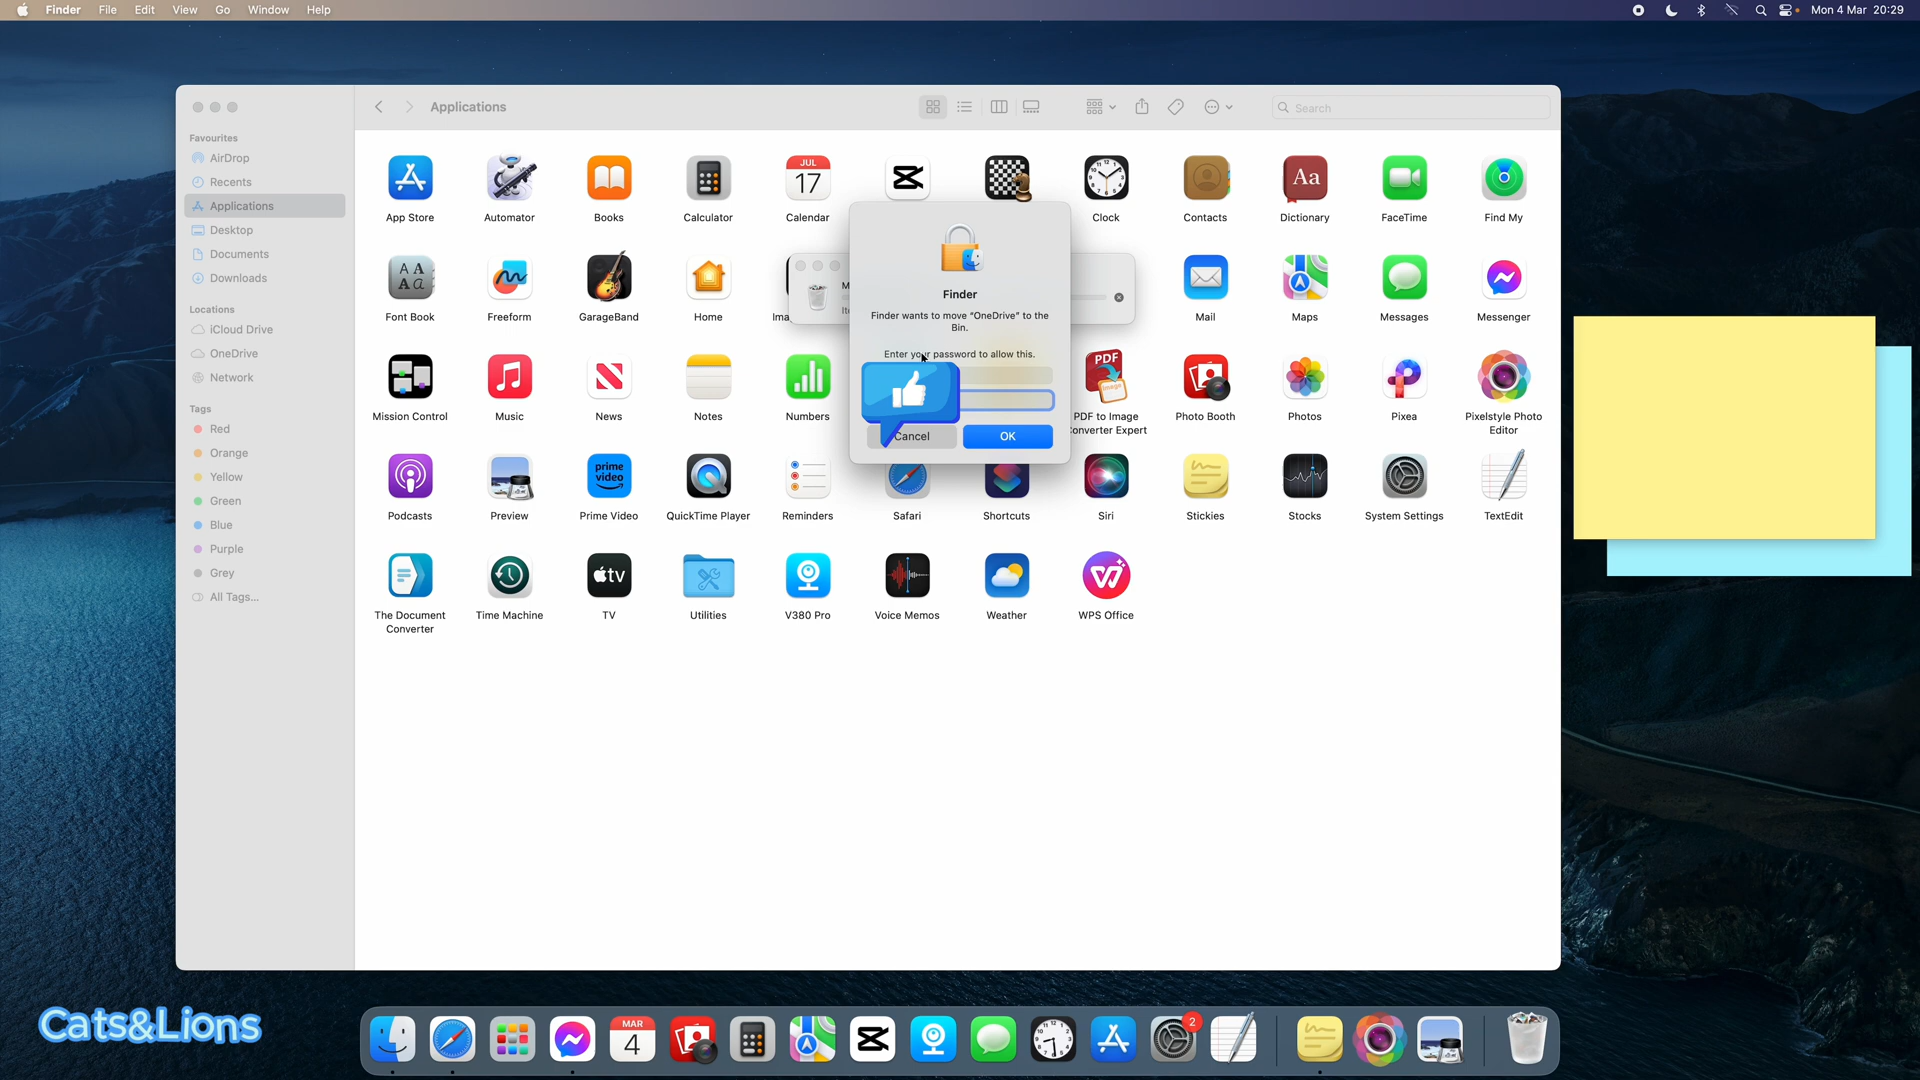 Finder File Edit View Go Window Help
Mon 4 Mar 20:29
Applications
Search
Favourites
AirDrop
Recents
Applications
Desktop
Documents
Downloads
Locations
iCloud Drive
OneDrive
Network
Tags
Red
Orange
Yellow
Green
Blue
Purple
Grey
All Tags...
JUL
17
Aa
App Store Automator Books Calculator Calendar Clock Contacts Dictionary FaceTime Find My
A A
A a
Font Book Freeform GarageBand Home Mail Maps Messages Messenger
Finder
Finder wants to move “OneDrive” to the
Bin.
Enter your password to allow this.
Cancel OK
PDF
Image
Mission Control Music News Notes Numbers PDF to Image Photo Booth Photos Pixea Pixelstyle Photo
Converter Expert Editor
prime
video
Podcasts Preview Prime Video QuickTime Player Reminders Safari Shortcuts Siri Stickies Stocks System Settings TextEdit
tv
The Document Time Machine TV Utilities V380 Pro Voice Memos Weather WPS Office
Converter
Cats&Lions
MAR
4
2